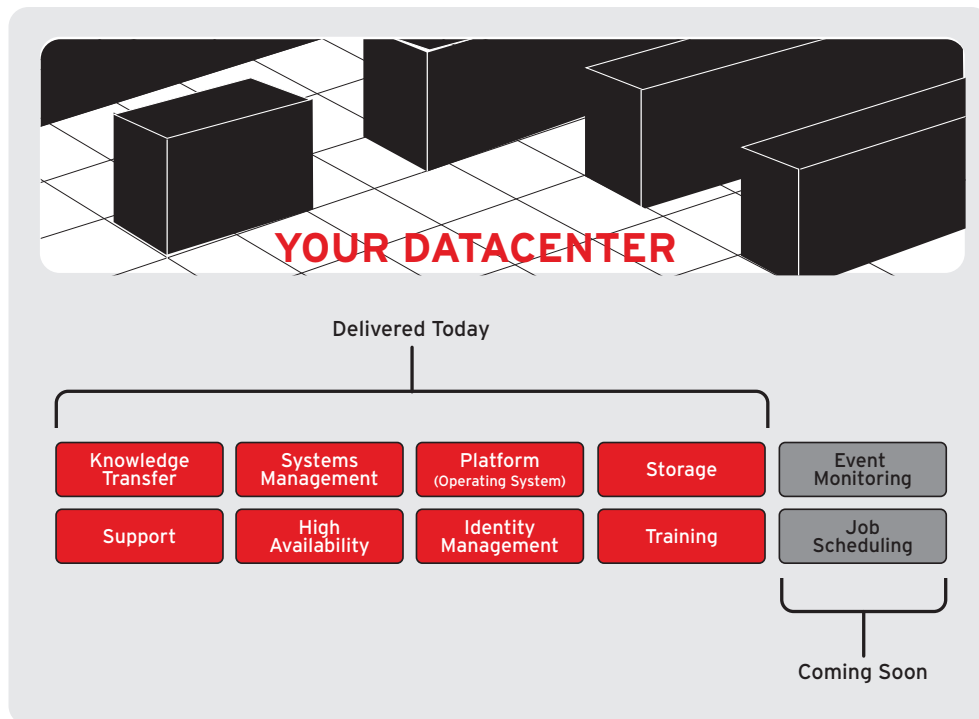 YOUR DATACENTER
Delivered Today
Knowledge
Transfer
Systems
Management
Platform
(Operating System)
Storage
Event
Monitoring
Support
High
Availability
Identity
Management
Training
Job
Scheduling
Coming Soon